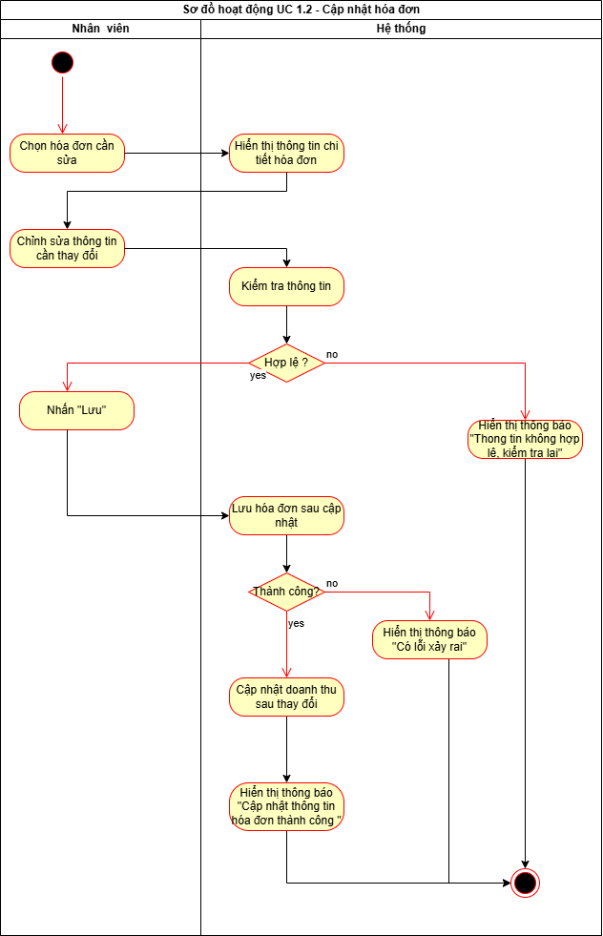 Sơ đồ hoạt động UC 1.2 - Cập nhật hóa đơn
Nhân viên
Hệ thống
Chọn hóa đơn cần
sửa
Hiển thị thông tin chi
tiết hóa đơn
Chỉnh sửa thông tin
cần thay đổi
Kiểm tra thông tin
Hợp lệ ?
no
yes
Nhấn "Lưu"
Hiển thị thông báo
"Thong tin không hợp
lệ, kiểm tra lại"
Lưu hóa đơn sau cập
nhật
Thành công?
no
yes
Hiển thị thông báo
"Có lỗi xảy rai"
Cập nhật doanh thu
sau thay đổi
Hiển thị thông báo
"Cập nhật thông tin
hóa đơn thành công "